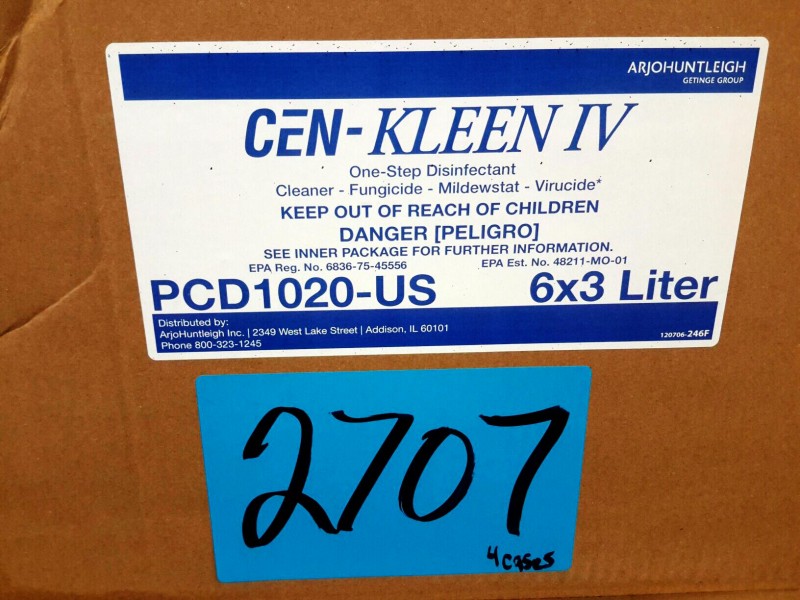 ARJOHUNTLEIGH
GETINGE GROUP
CEN-KLEEN IV
One-Step Disinfectant
Cleaner - Fungicide - Mildewstat - Virucide*
KEEP OUT OF REACH OF CHILDREN
DANGER [PELIGRO]
SEE INNER PACKAGE FOR FURTHER INFORMATION.
EPA Reg. No. 6836-75-45556 EPA Est. No. 48211-MO-01
PCD1020-US 6x3 Liter
Distributed by:
ArjoHuntleigh Inc. | 2349 West Lake Street | Addison, IL 60101
Phone 800-323-1245 120706-246F
2707
4 cases